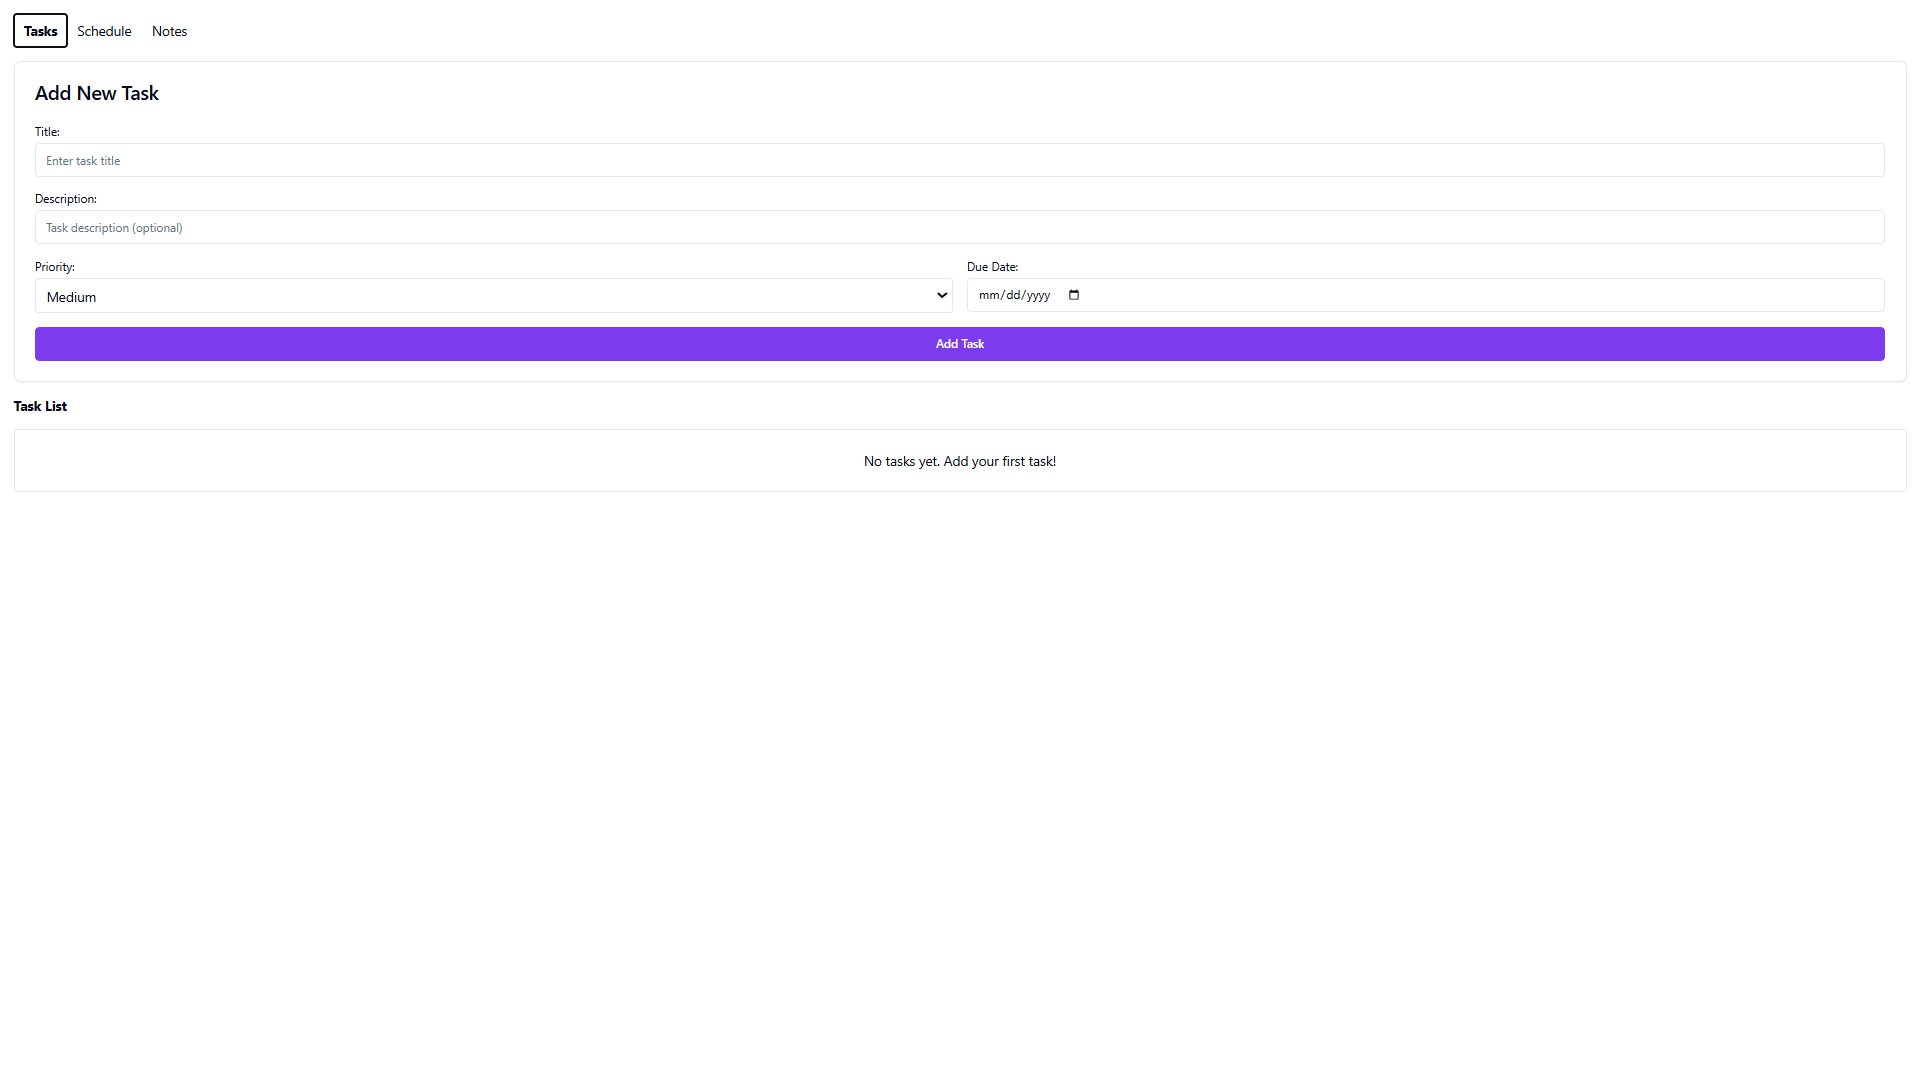 Tasks Schedule Notes
Add New Task
Title:
Enter task title
Description:
Task description (optional)
Priority: Due Date:
Medium mm/dd/yyyy
Add Task
Task List
No tasks yet. Add your first task!